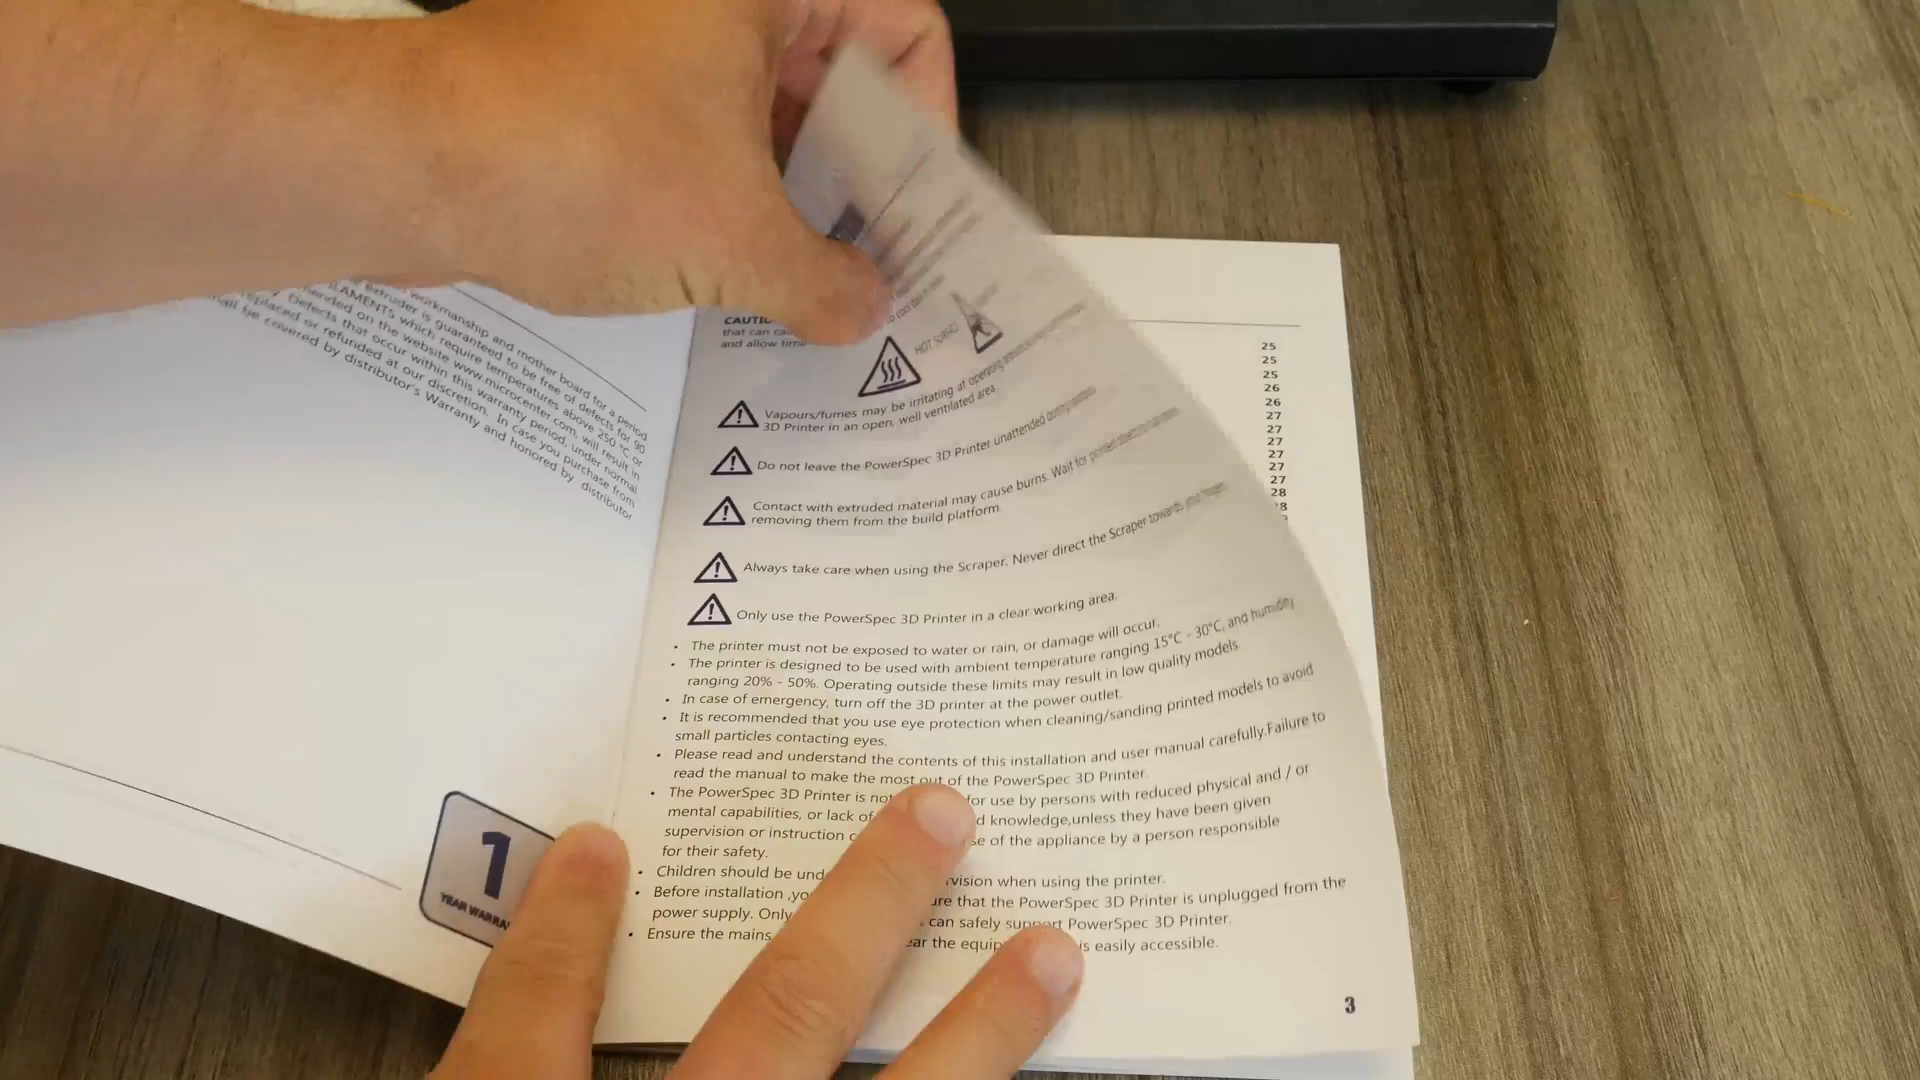 workmanship and mother board for a period
extruder is guaranteed to be free of defects for 90
FILAMENTS which require temperatures above 250 °C or
on the website www.microcenter.com, will result in
Defects that occur within this warranty period, under normal
replaced or refunded at our discretion. In case you purchase from
be covered by distributor's Warranty and honored by distributor
1
YEAR
CAUTION
that can
and allow time
HOT SURFACE
Vapours/fumes may be irritating at operating
3D Printer in an open, well ventilated area.
Do not leave the PowerSpec 3D Printer unattended during
Contact with extruded material may cause burns. Wait for printed objects to
removing them from the build platform.
Always take care when using the Scraper. Never direct the Scraper towards your fingers.
Only use the PowerSpec 3D Printer in a clear working area.
• The printer must not be exposed to water or rain, or damage will occur.
• The printer is designed to be used with ambient temperature ranging 15°C - 30°C, and humidity
ranging 20% - 50%. Operating outside these limits may result in low quality models.
• In case of emergency, turn off the 3D printer at the power outlet.
• It is recommended that you use eye protection when cleaning/sanding printed models to avoid
small particles contacting eyes.
• Please read and understand the contents of this installation and user manual carefully.Failure to
read the manual to make the most out of the PowerSpec 3D Printer.
• The PowerSpec 3D Printer is not for use by persons with reduced physical and / or
mental capabilities, or lack of knowledge,unless they have been given
supervision or instruction of the appliance by a person responsible
for their safety.
• Children should be when using the printer.
• Before installation ,you that the PowerSpec 3D Printer is unplugged from the
power supply. Only can safely support PowerSpec 3D Printer.
• Ensure the mains the is easily accessible.
3
25
25
25
26
26
27
27
27
27
27
27
28